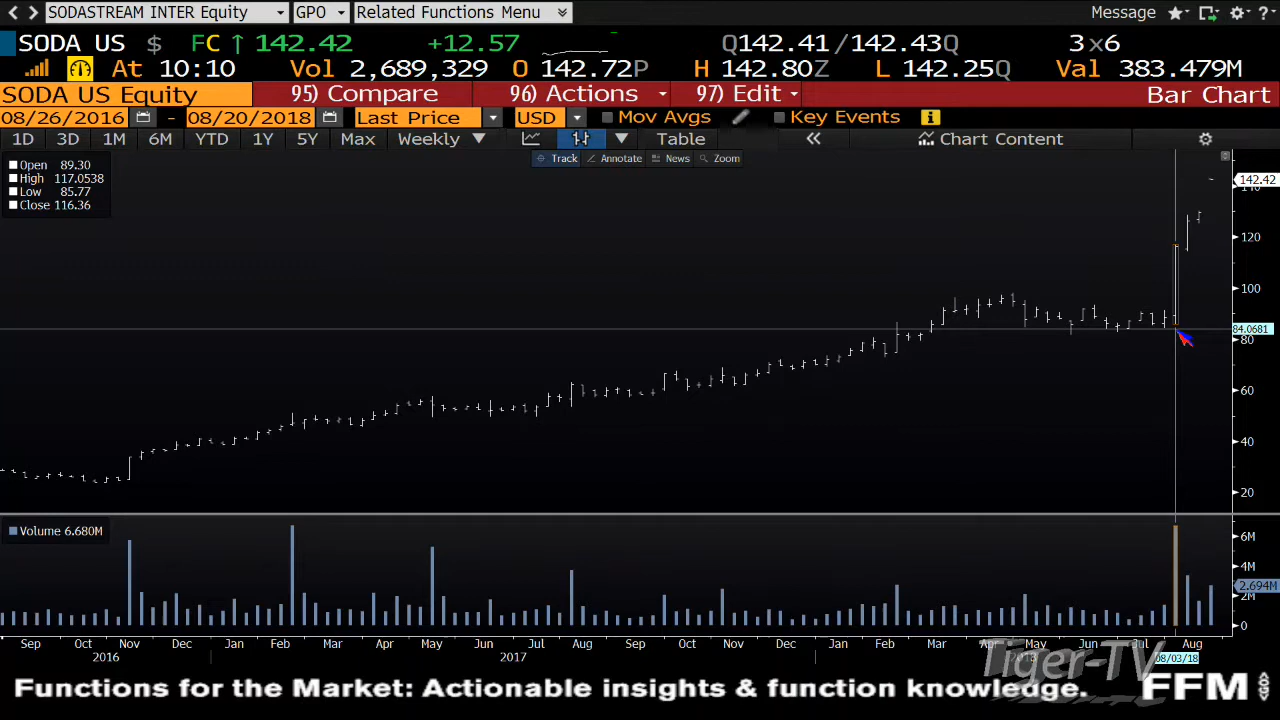 SODASTREAM INTER Equity GPO Related Functions Menu Message ?
SODA US $ FC ↑ 142.42 +12.57 Q142.41/142.43Q 3x6
At 10:10 Vol 2,689,329 O 142.72P H 142.80Z L 142.25Q Val 383.479M
SODA US Equity 95) Compare 96) Actions 97) Edit Bar Chart
08/26/2016 - 08/20/2018 Last Price USD Mov Avgs Key Events i
1D 3D 1M 6M YTD 1Y 5Y Max Weekly Table « Chart Content
Track Annotate News Zoom
Open 89.30
High 117.0538
Low 85.77
Close 116.36
142.42
140
120
100
84.0681
80
60
40
20
Volume 6.680M
6M
4M
2.694M
2M
0
Sep Oct Nov Dec Jan Feb Mar Apr May Jun Jul Aug Sep Oct Nov Dec Jan Feb Mar Apr May Jun Jul Aug
2016 2017 2018 08/03/18
Tiger-TV
Functions for the Market: Actionable insights & function knowledge. FFM